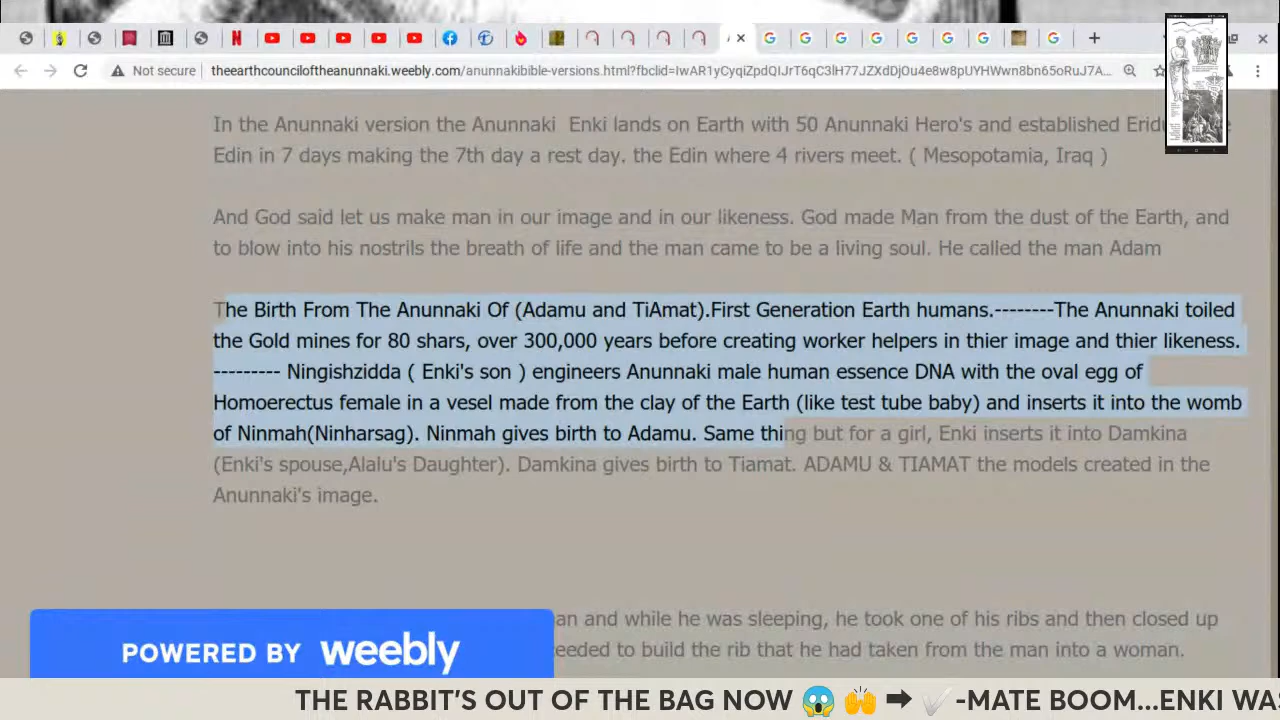 Not secure theearthcounciloftheanunnaki.weebly.com/anunnakibible-versions.html?fbclid=
In the Anunnaki version the anunnaki Enki lands on Earth with 50 Anunnaki Hero's and established
Edin in 7 days making the 7th day a rest day. the Edin where 4 rivers meet. ( Mesopotamia, Iraq )
And God said let us make man in our image and in our likeness. God made Man from the dust of the Earth, and
to blow into his nostrils the breath of life and the man came to be a living soul. He called the man Adam
The Birth From The Anunnaki Of (Adamu and TiAmat).First Generation Earth humans.--------The Anunnaki toiled
the Gold mines for 80 shars, over 300,000 years before creating worker helpers in thier image and thier likeness.
--------- Ningishzidda ( Enki's son ) engineers Anunnaki male human essence DNA with the oval egg of
Homoerectus female in a vesel made from the clay of the Earth (like test tube baby) and inserts it into the womb
of Ninmah(Ninharsag). Ninmah gives birth to Adamu. Same thing but for a girl, Enki inserts it into Damkina
(Enki's spouse,Alalu's Daughter). Damkina gives birth to Tiamat. ADAMU & TIAMAT the models created in the
Anunnaki's image.
an and while he was sleeping, he took one of his ribs and then closed up
eeded to build the rib that he had taken from the man into a woman.
POWERED BY weebly
THE RABBIT'S OUT OF THE BAG NOW 😱 🙌 ➡ ✔ -MATE BOOM...ENKI WA